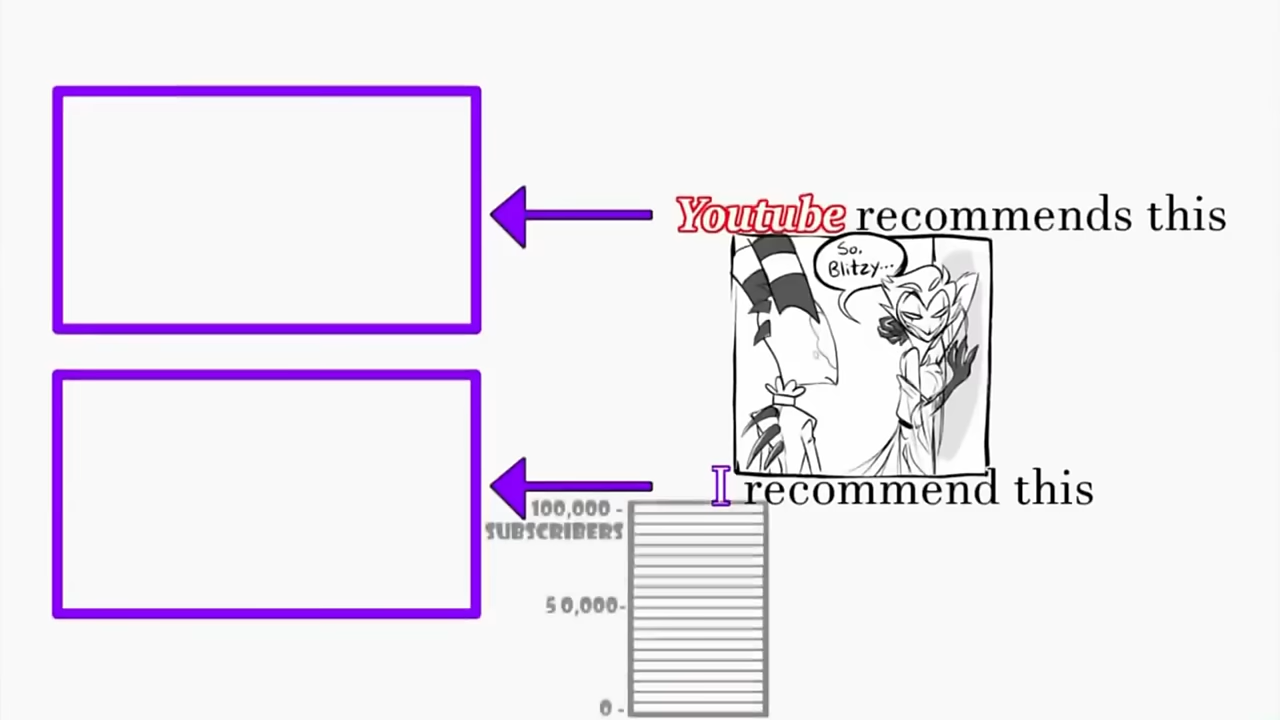 Youtube recommends this
So,
Blitzy...
I recommend this
100,000 -
SUBSCRIBERS
50,000-
0 -